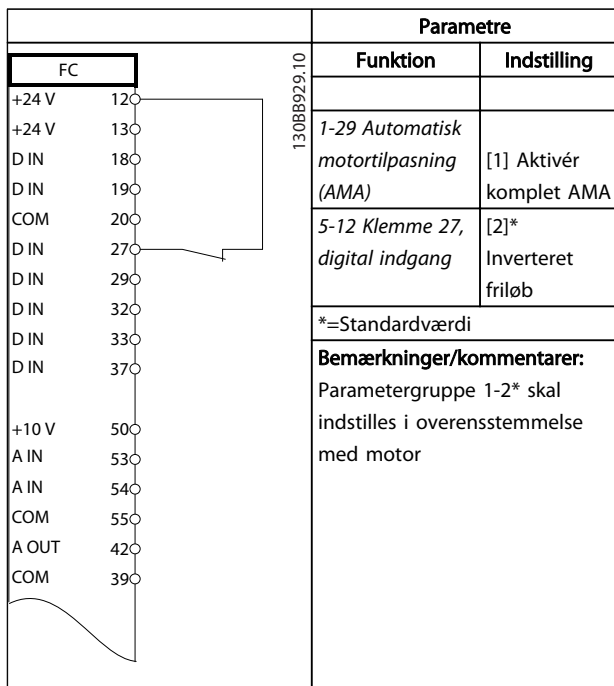 FC
+24 V 12
+24 V 13
D IN 18
D IN 19
COM 20
D IN 27
D IN 29
D IN 32
D IN 33
D IN 37
+10 V 50
A IN 53
A IN 54
COM 55
A OUT 42
COM 39
130BB929.10
Parametre
Funktion Indstilling
1-29 Automatisk
motortilpasning [1] Aktivér
(AMA) komplet AMA
5-12 Klemme 27, [2]*
digital indgang Inverteret
friløb
*=Standardværdi
Bemærkninger/kommentarer:
Parametergruppe 1-2* skal
indstilles i overensstemmelse
med motor